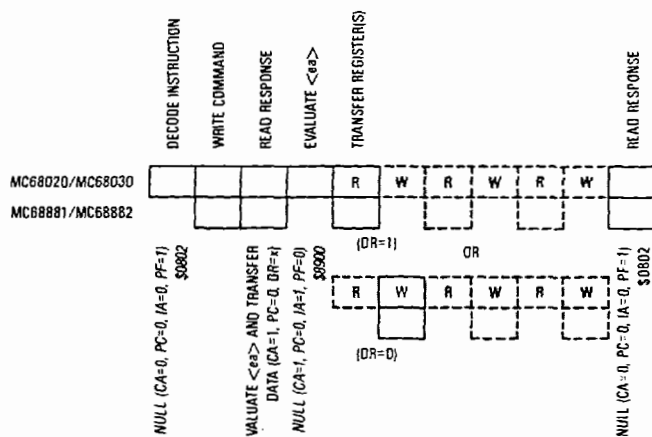 DECODE INSTRUCTION
WRITE COMMAND
READ RESPONSE
EVALUATE <ea>
TRANSFER REGISTER(S)
READ RESPONSE
MC68020/MC68030
R W R W R W
MC68881/MC68882
{DR=1}
OR
R W R W R W
{DR=0}
NULL (CA=0, PC=0, IA=0, PF=1)
$0802
VALUATE <ea> AND TRANSFER
DATA {CA=1, PC=0, DR=x}
NULL (CA=1, PC=0, IA=1, PF=0)
$8900
NULL (CA=0, PC=0, IA=0, PF=1)
$0802